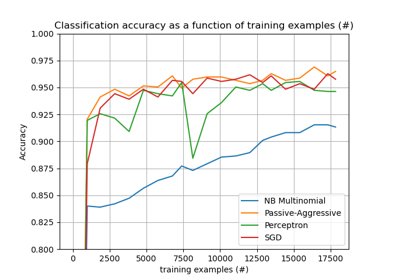 Classification accuracy as a function of training examples (#)
1.000
0.975
0.950
0.925
0.900
0.875
0.850
0.825
0.800
Accuracy
NB Multinomial
Passive-Aggressive
Perceptron
SGD
0 2500 5000 7500 10000 12500 15000 17500
training examples (#)